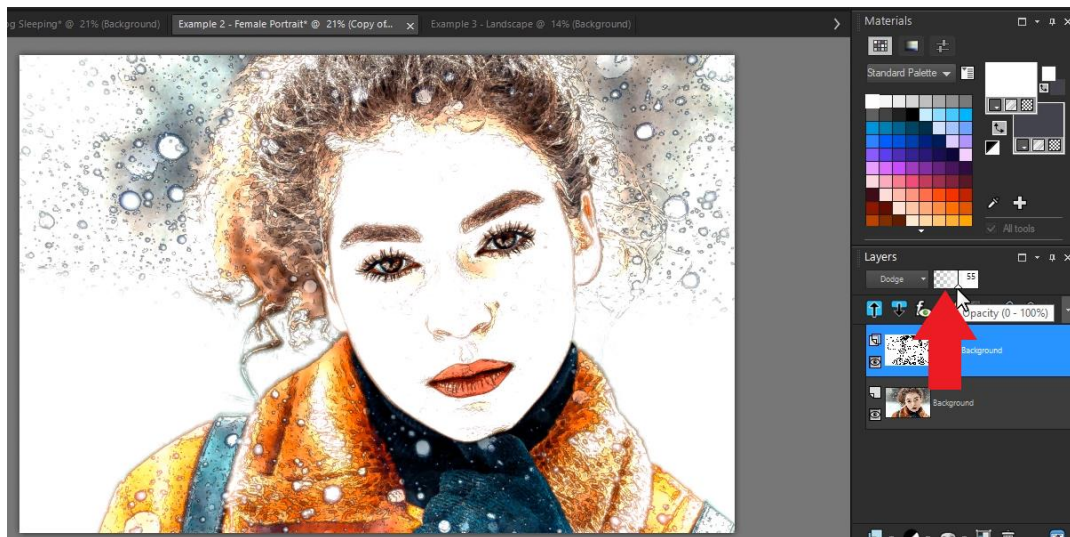 g Sleeping* @ 21% (Background)
Example 2 - Female Portrait* @ 21% (Copy of... x
Example 3 - Landscape @ 14% (Background)
Materials
Standard Palette
All tools
Layers
Dodge
55
Opacity (0 - 100%)
Background
Background